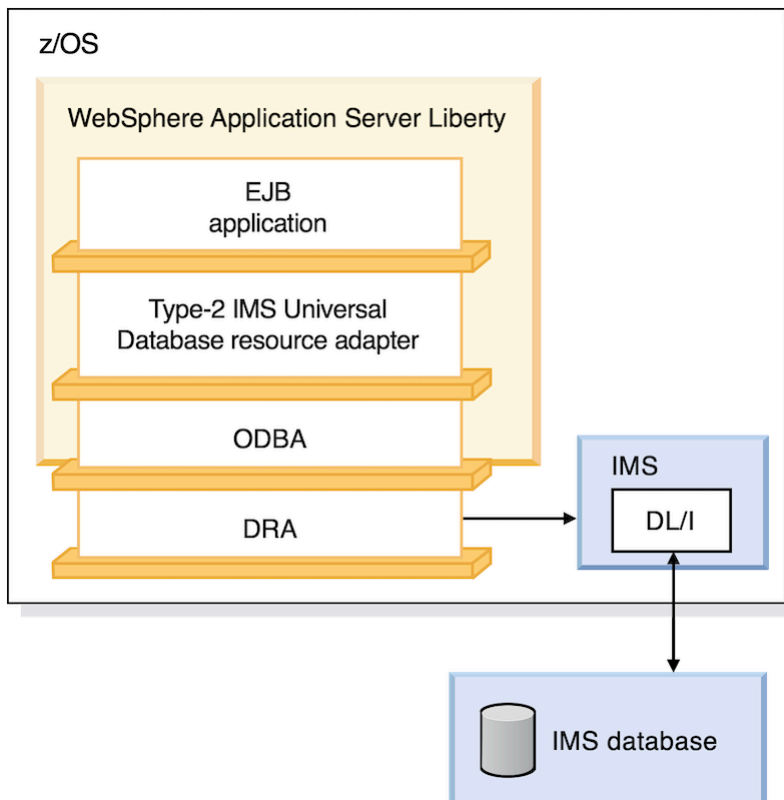 z/OS
WebSphere Application Server Liberty
EJB
application
Type-2 IMS Universal
Database resource adapter
ODBA
DRA
IMS
DL/I
IMS database